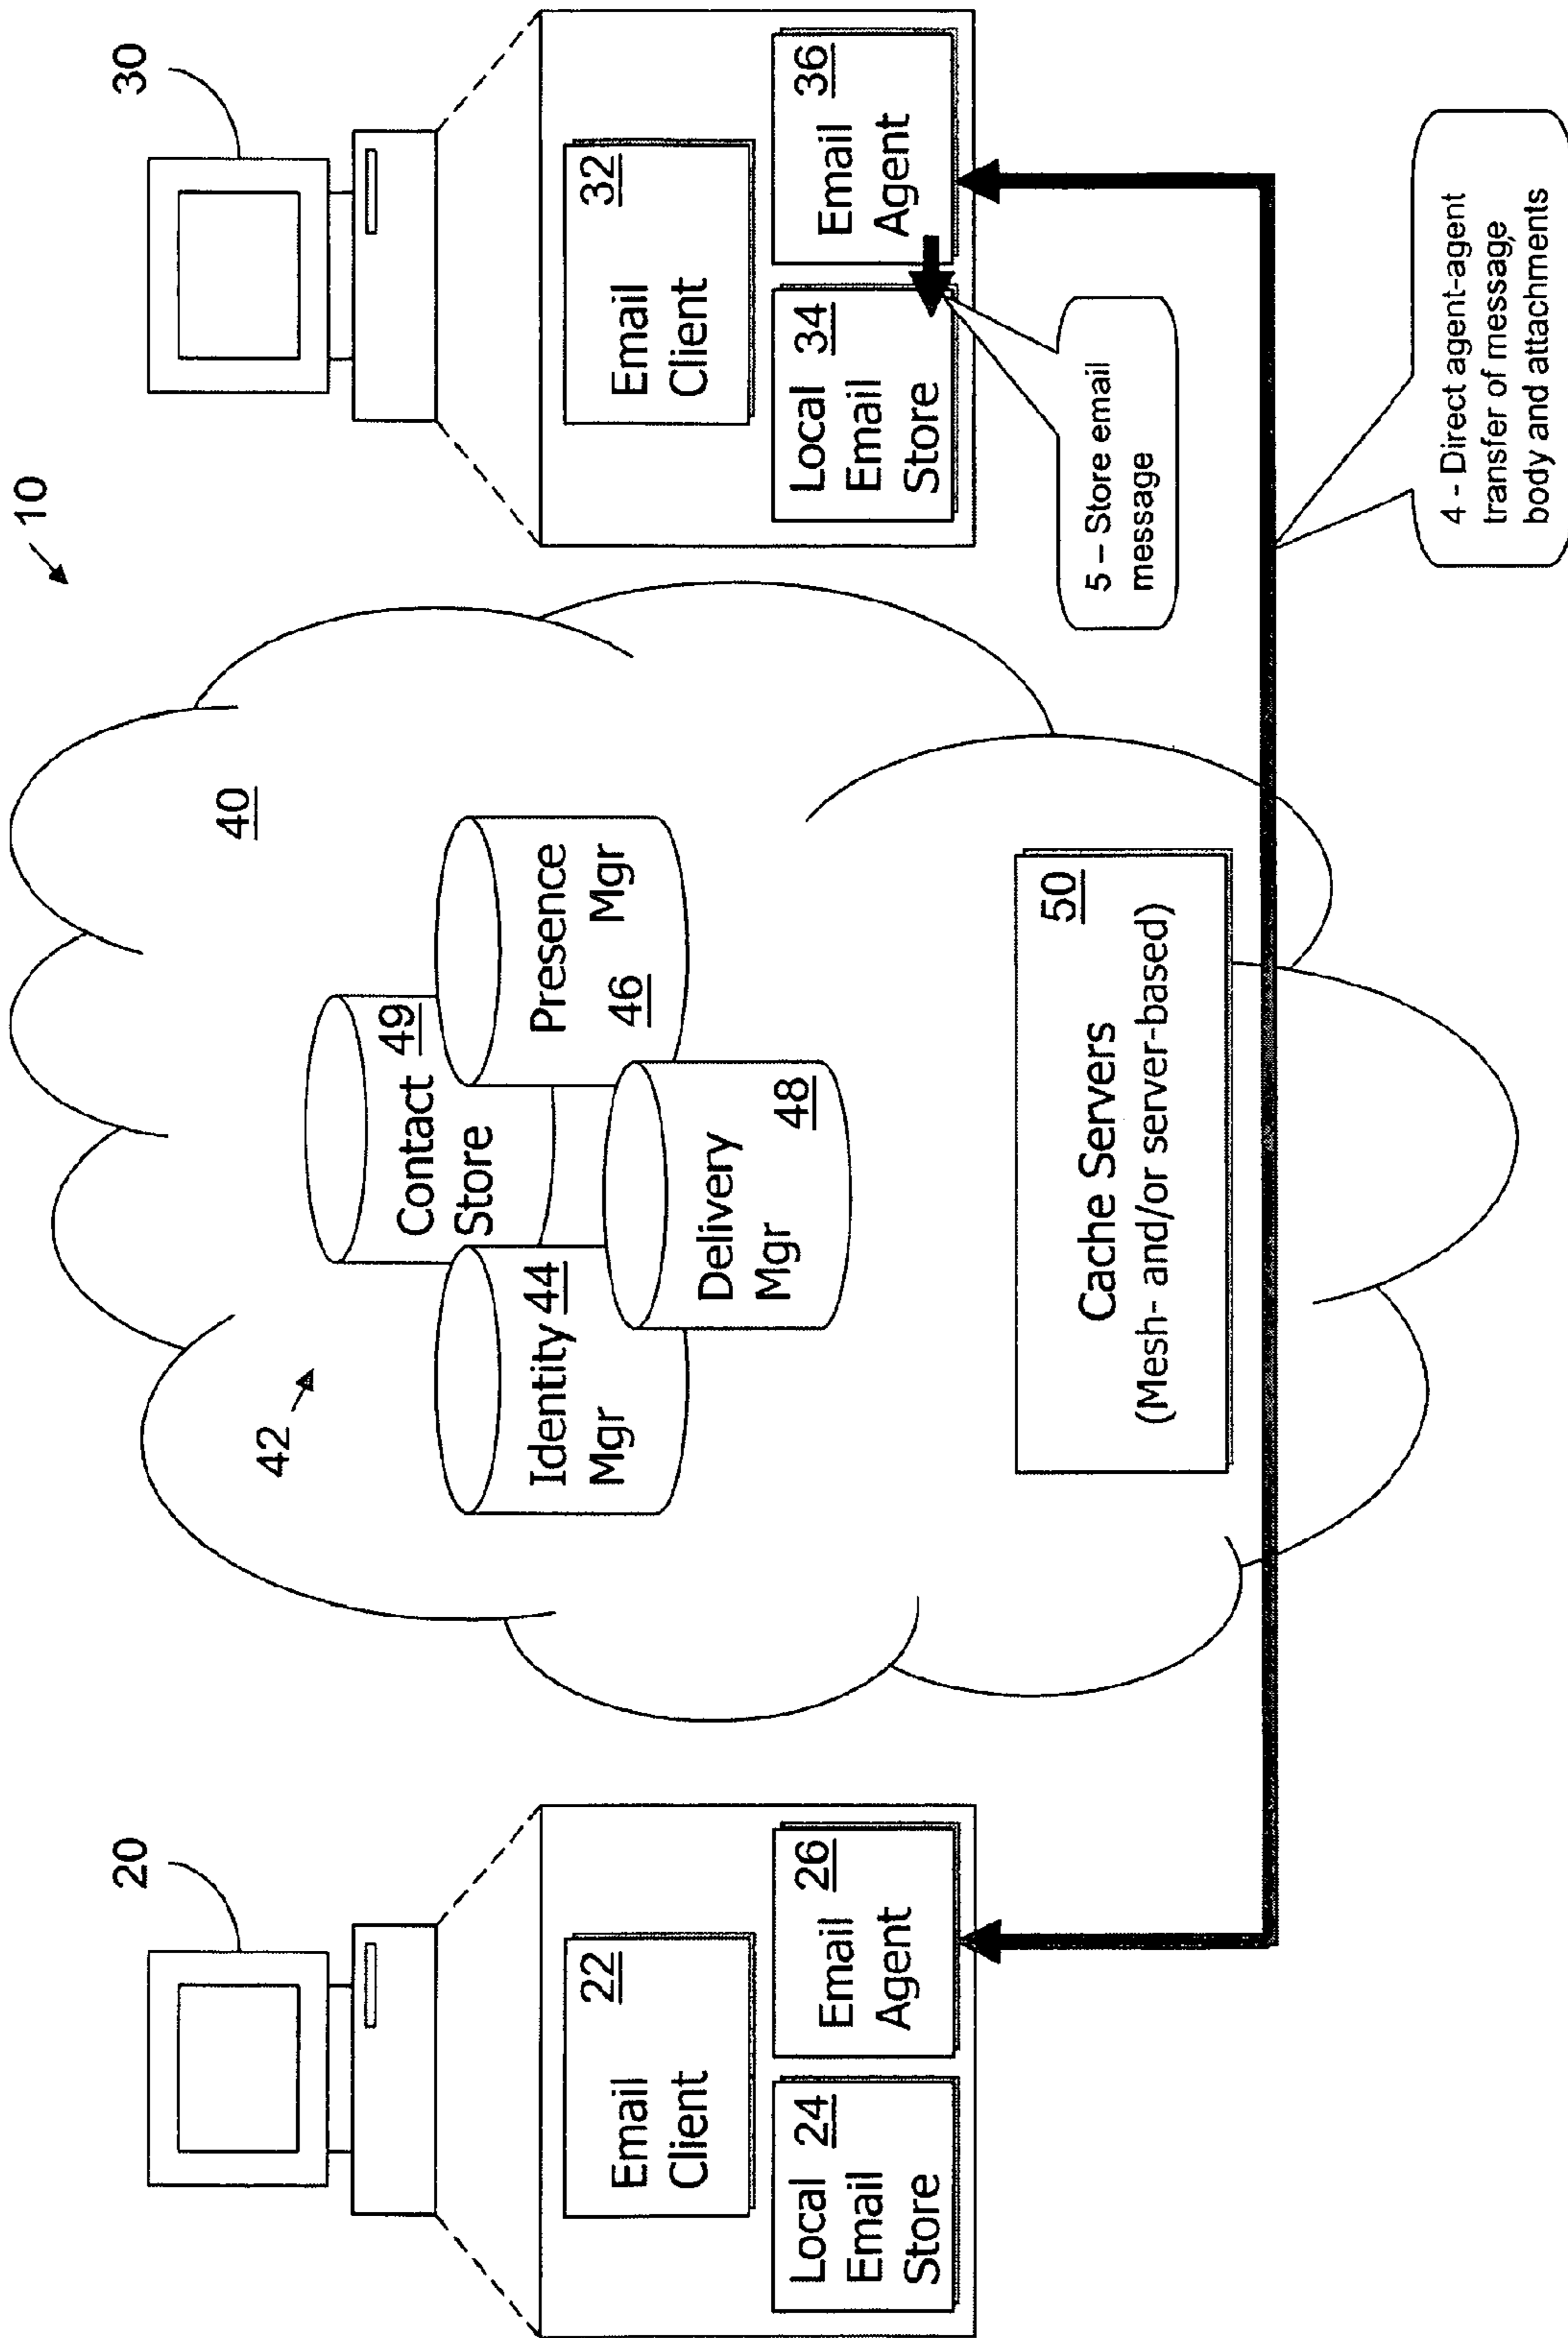 10
20
30
40
42
Email
Client
22
Local 24
Email
Store
Email 26
Agent
Contact
Store
49
Identity 44
Mgr
Presence
Mgr
46
Delivery
Mgr
48
Cache Servers
(Mesh- and/or server-based)
50
Email
Client
32
Local 34
Email
Store
Email 36
Agent
5 – Store email
message
4 - Direct agent-agent
transfer of message
body and attachments